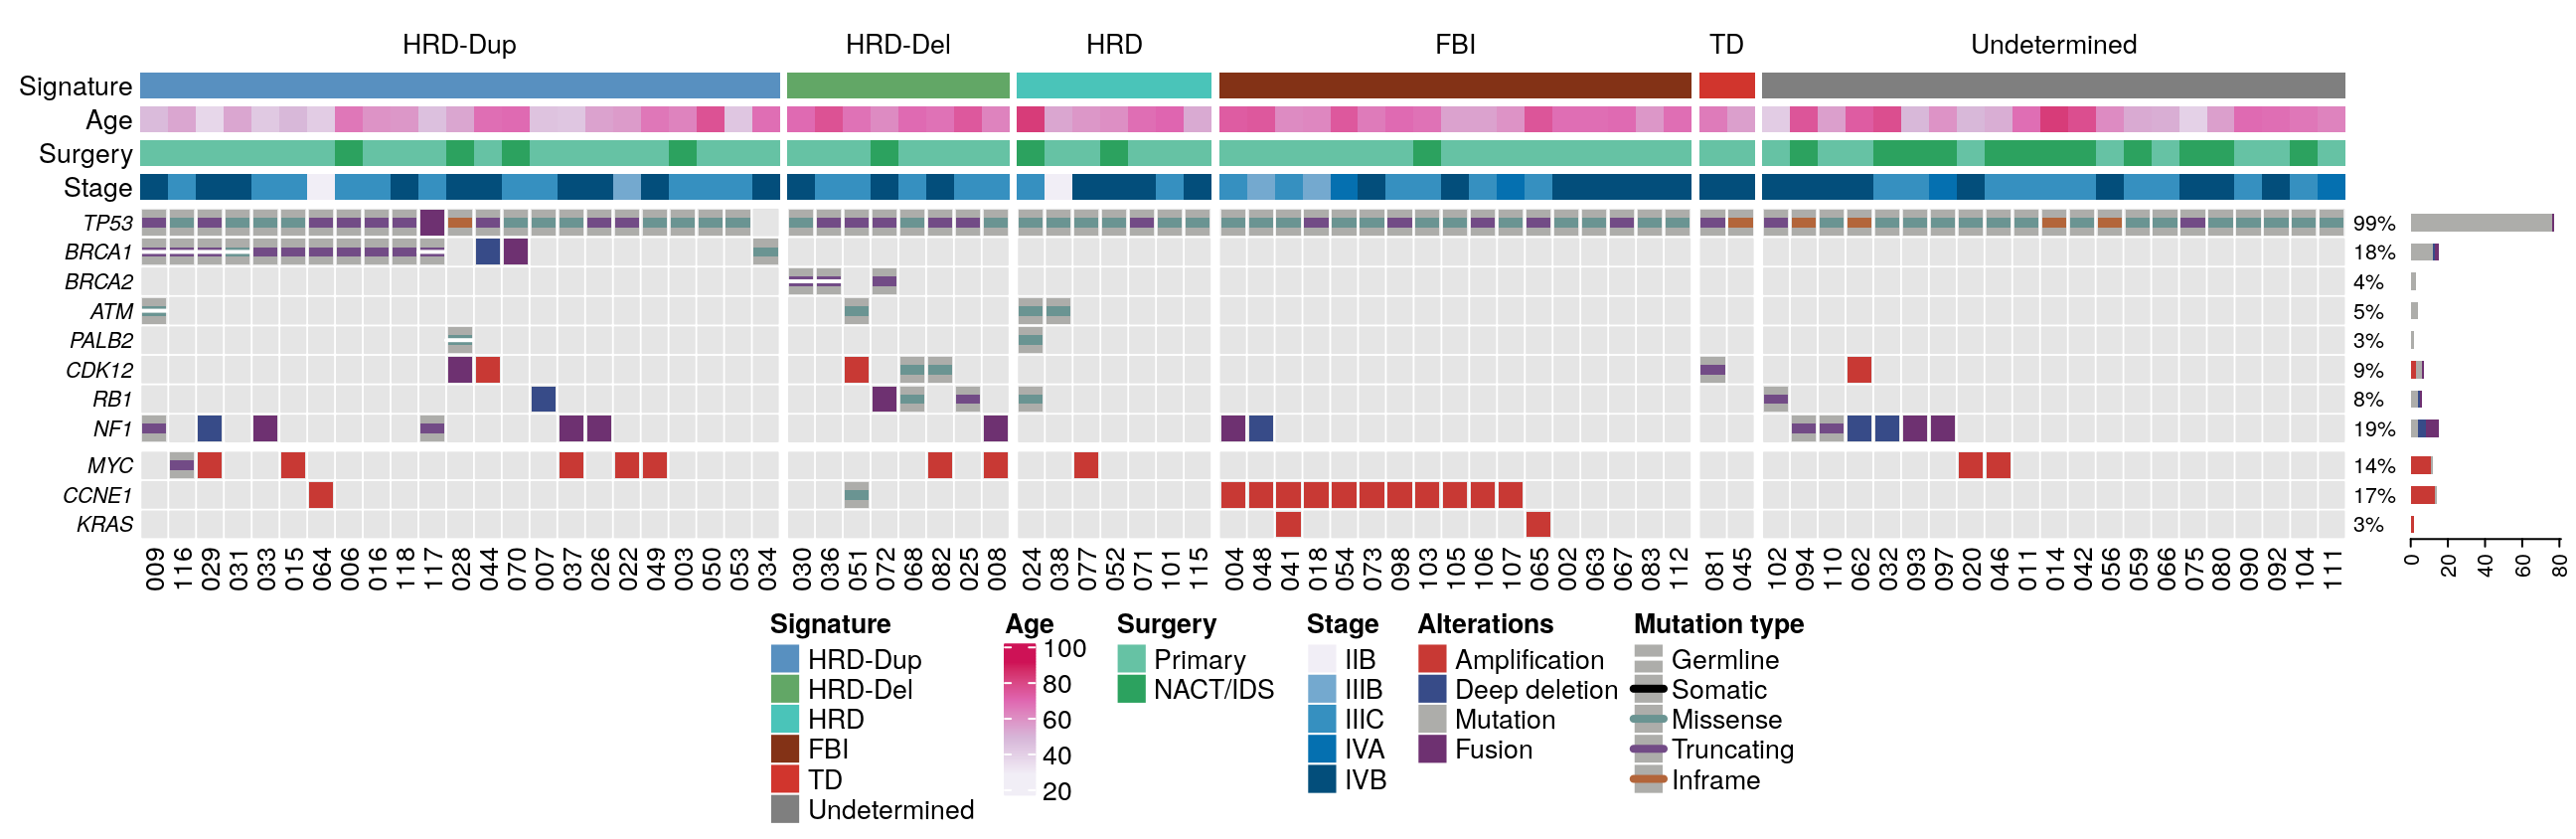 HRD-Dup HRD-Del HRD FBI TD Undetermined
Signature
Age
Surgery
Stage
TP53 99%
BRCA1 18%
BRCA2 4%
ATM 5%
PALB2 3%
CDK12 9%
RB1 8%
NF1 19%
MYC 14%
CCNE1 17%
KRAS 3%
009 116 029 031 033 015 064 006 016 118 117 028 044 070 007 037 026 022 049 003 050 053 034 030 036 051 072 068 082 025 008 024 038 077 052 071 101 115 004 048 041 018 054 073 098 103 105 106 107 065 002 063 067 083 112 081 045 102 094 110 062 032 093 097 020 046 011 014 042 056 059 066 075 080 090 092 104 111
0 20 40 60 80
Signature
HRD-Dup
HRD-Del
HRD
FBI
TD
Undetermined
Age
100
80
60
40
20
Surgery
Primary
NACT/IDS
Stage
IIB
IIIB
IIIC
IVA
IVB
Alterations
Amplification
Deep deletion
Mutation
Fusion
Mutation type
Germline
Somatic
Missense
Truncating
Inframe